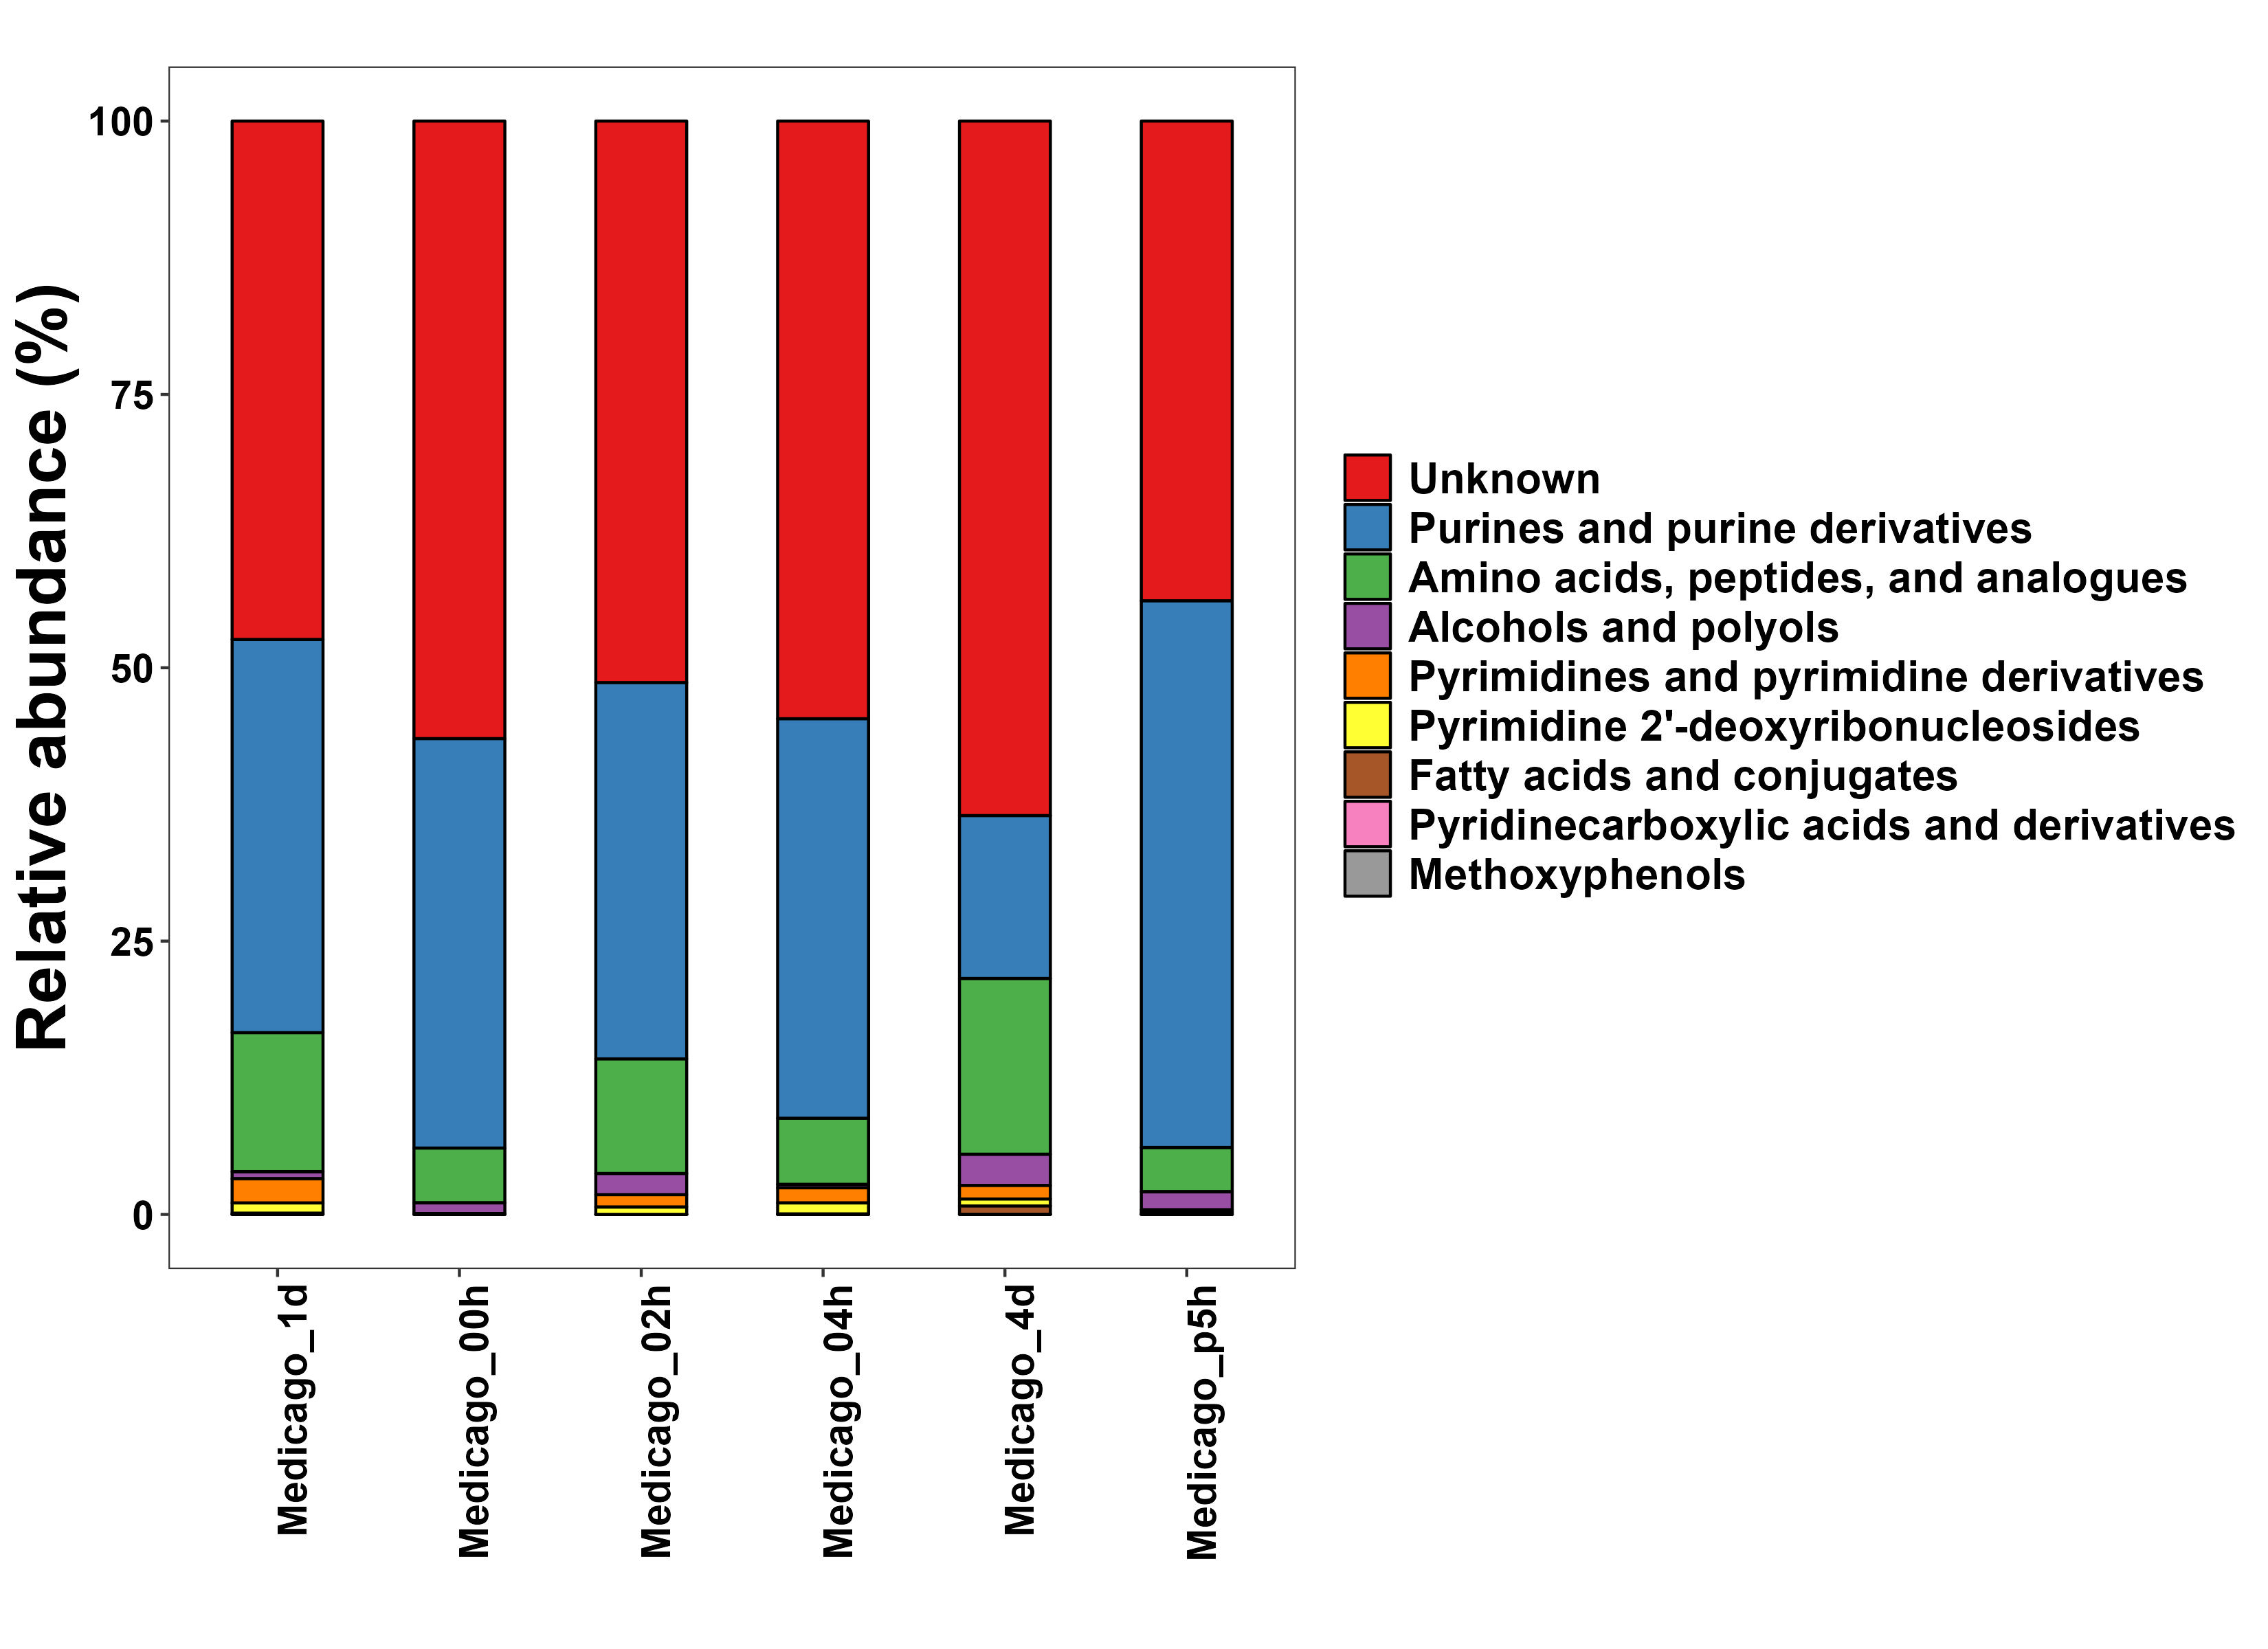 Relative abundance (%)
100
75
50
25
0
Medicago_1d
Medicago_00h
Medicago_02h
Medicago_04h
Medicago_4d
Medicago_p5h
Unknown
Purines and purine derivatives
Amino acids, peptides, and analogues
Alcohols and polyols
Pyrimidines and pyrimidine derivatives
Pyrimidine 2'-deoxyribonucleosides
Fatty acids and conjugates
Pyridinecarboxylic acids and derivatives
Methoxyphenols